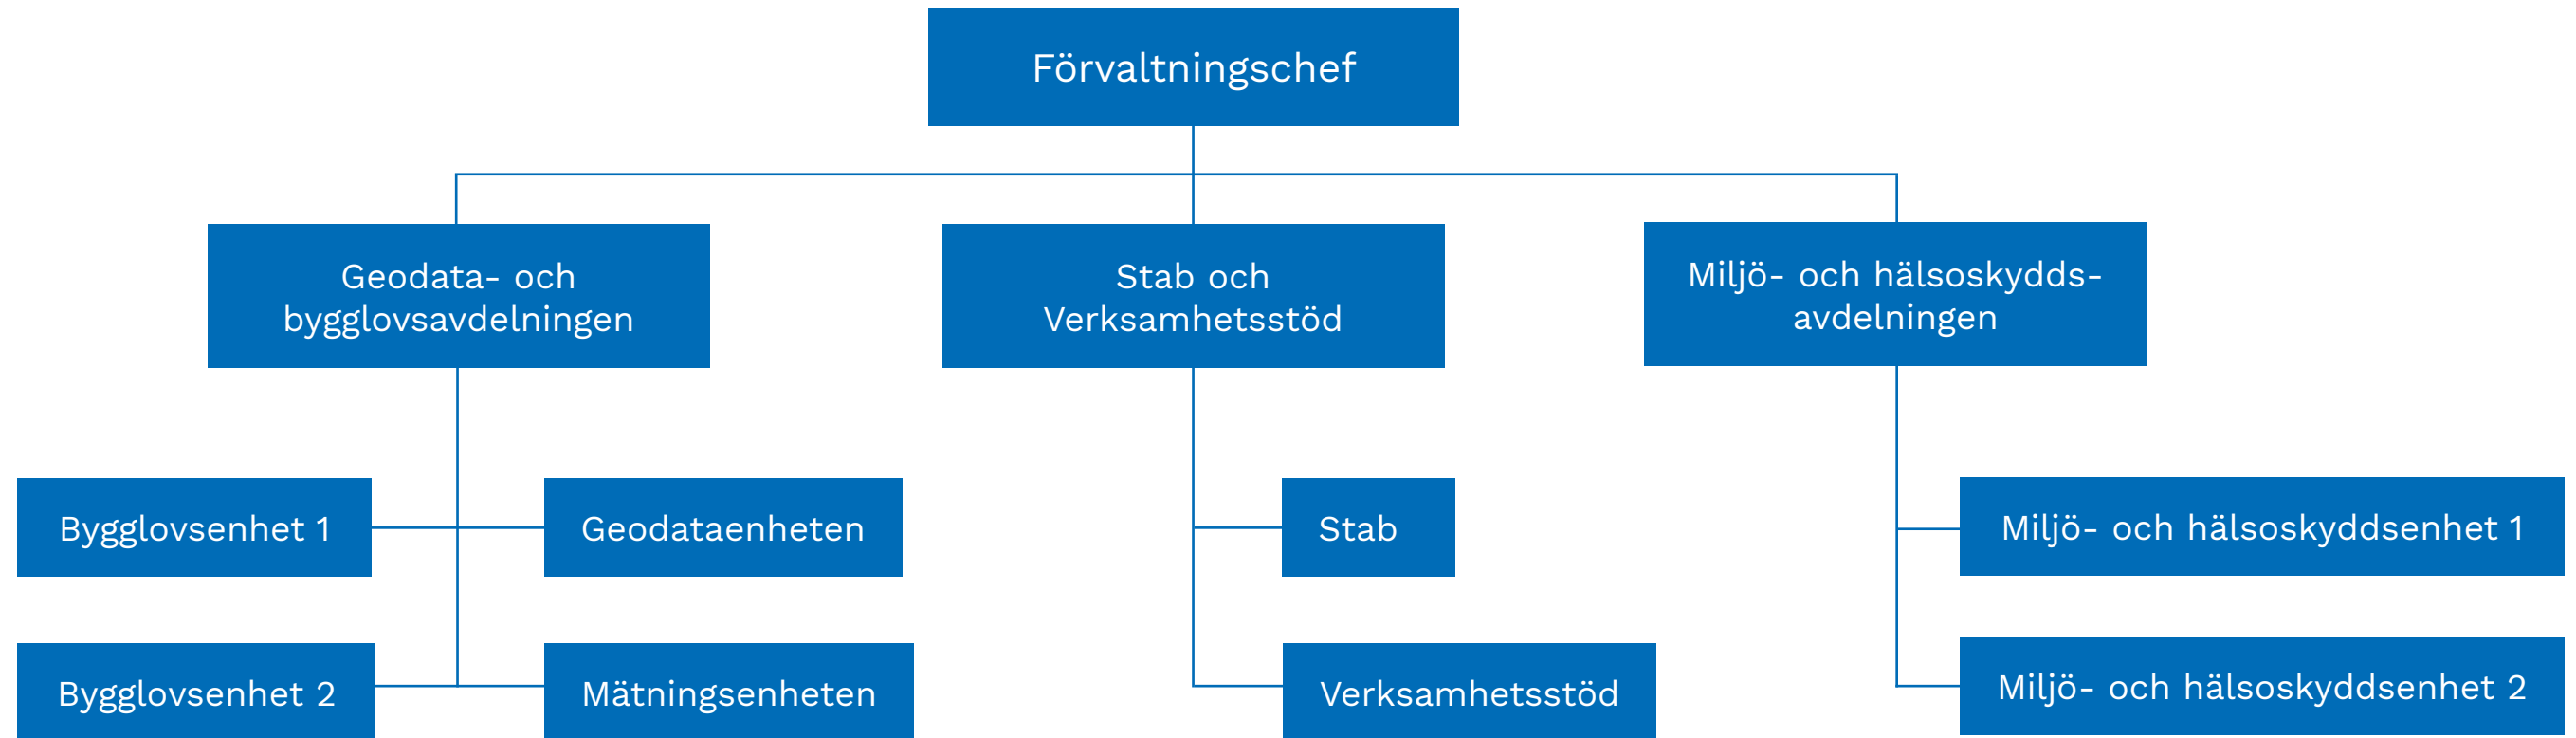 Förvaltningschef
Geodata- och
bygglovsavdelningen
Stab och
Verksamhetsstöd
Miljö- och hälsoskydds-
avdelningen
Bygglovsenhet 1
Geodataenheten
Stab
Miljö- och hälsoskyddsenhet 1
Bygglovsenhet 2
Mätningsenheten
Verksamhetsstöd
Miljö- och hälsoskyddsenhet 2